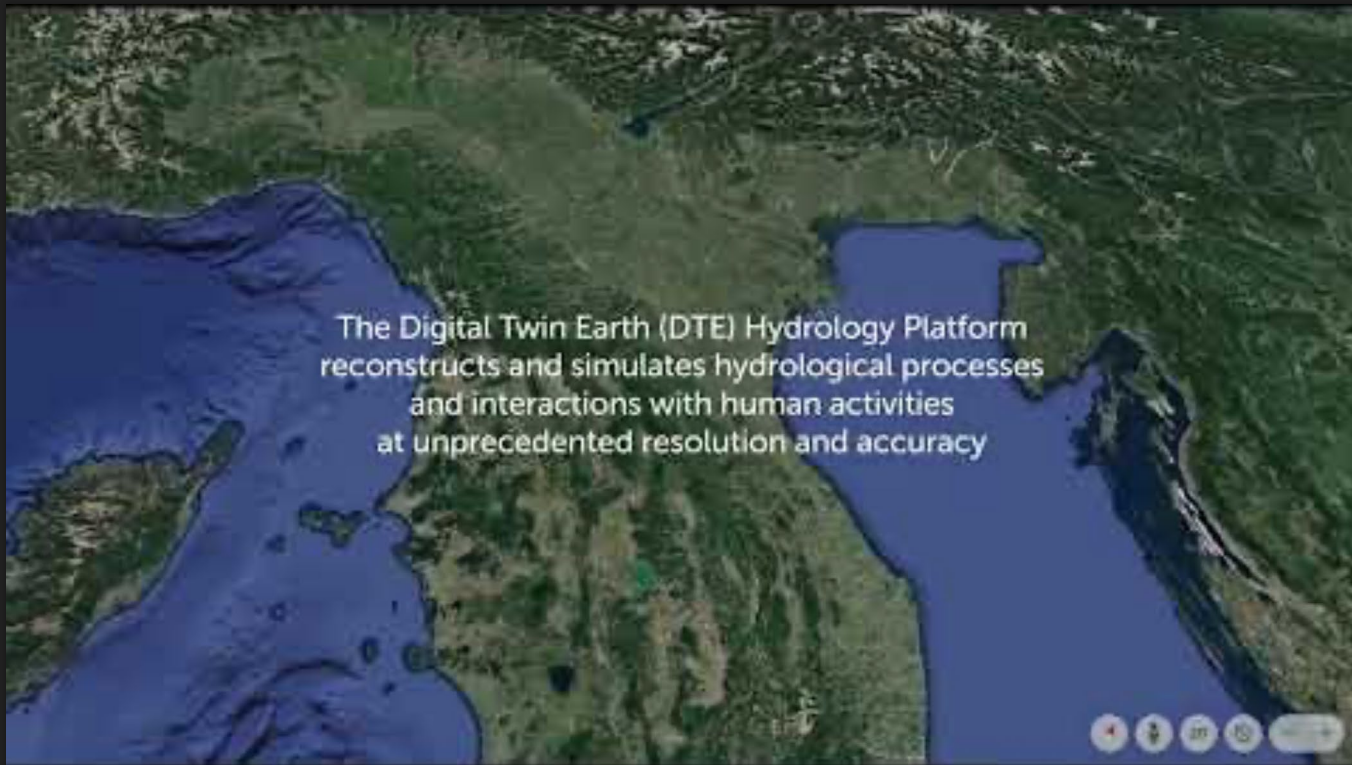 The Digital Twin Earth (DTE) Hydrology Platform
reconstructs and simulates hydrological processes
and interactions with human activities
at unprecedented resolution and accuracy